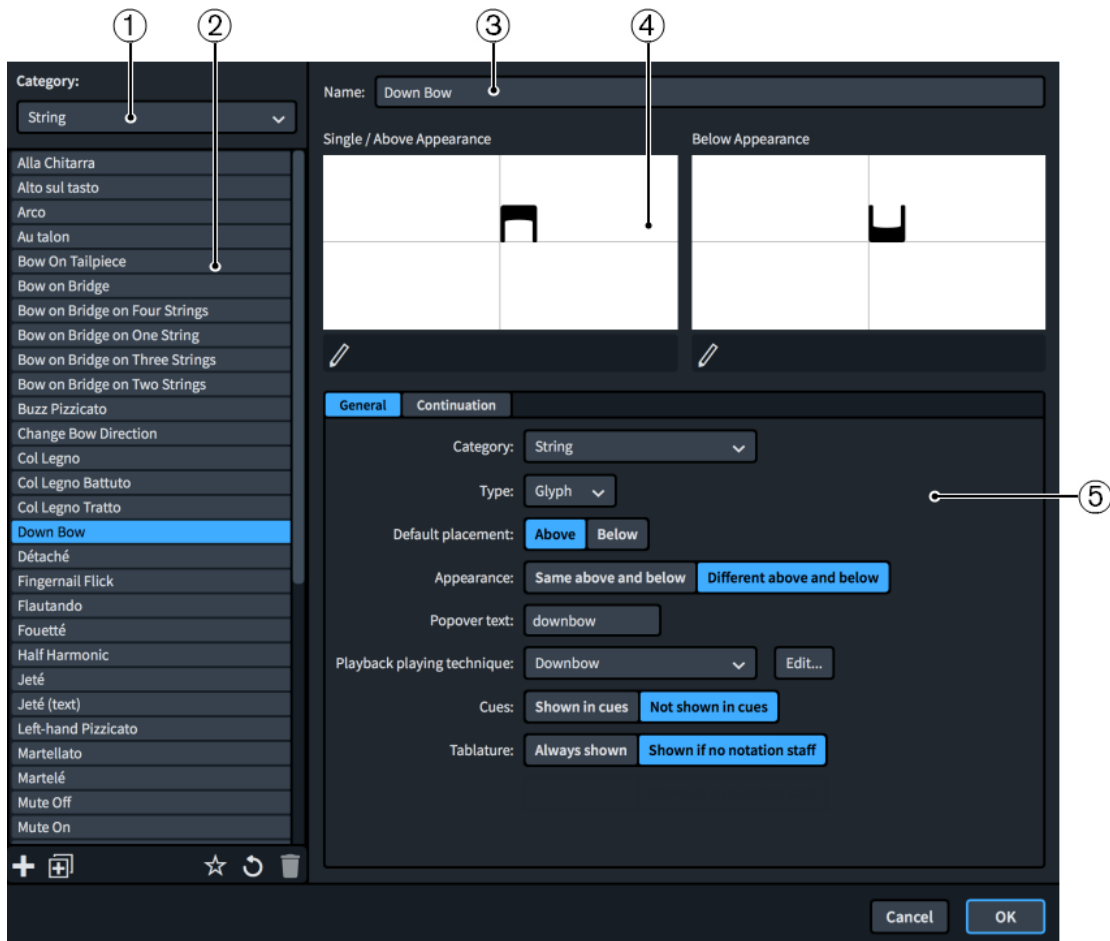 ① ② ③ ④
Category:
String
Alla Chitarra
Alto sul tasto
Arco
Au talon
Bow On Tailpiece
Bow on Bridge
Bow on Bridge on Four Strings
Bow on Bridge on One String
Bow on Bridge on Three Strings
Bow on Bridge on Two Strings
Buzz Pizzicato
Change Bow Direction
Col Legno
Col Legno Battuto
Col Legno Tratto
Down Bow
Détaché
Fingernail Flick
Flautando
Fouetté
Half Harmonic
Jeté
Jeté (text)
Left-hand Pizzicato
Martellato
Martelé
Mute Off
Mute On
Name: Down Bow
Single / Above Appearance Below Appearance
General Continuation
Category: String
Type: Glyph
⑤
Default placement: Above Below
Appearance: Same above and below Different above and below
Popover text: downbow
Playback playing technique: Downbow Edit...
Cues: Shown in cues Not shown in cues
Tablature: Always shown Shown if no notation staff
Cancel OK